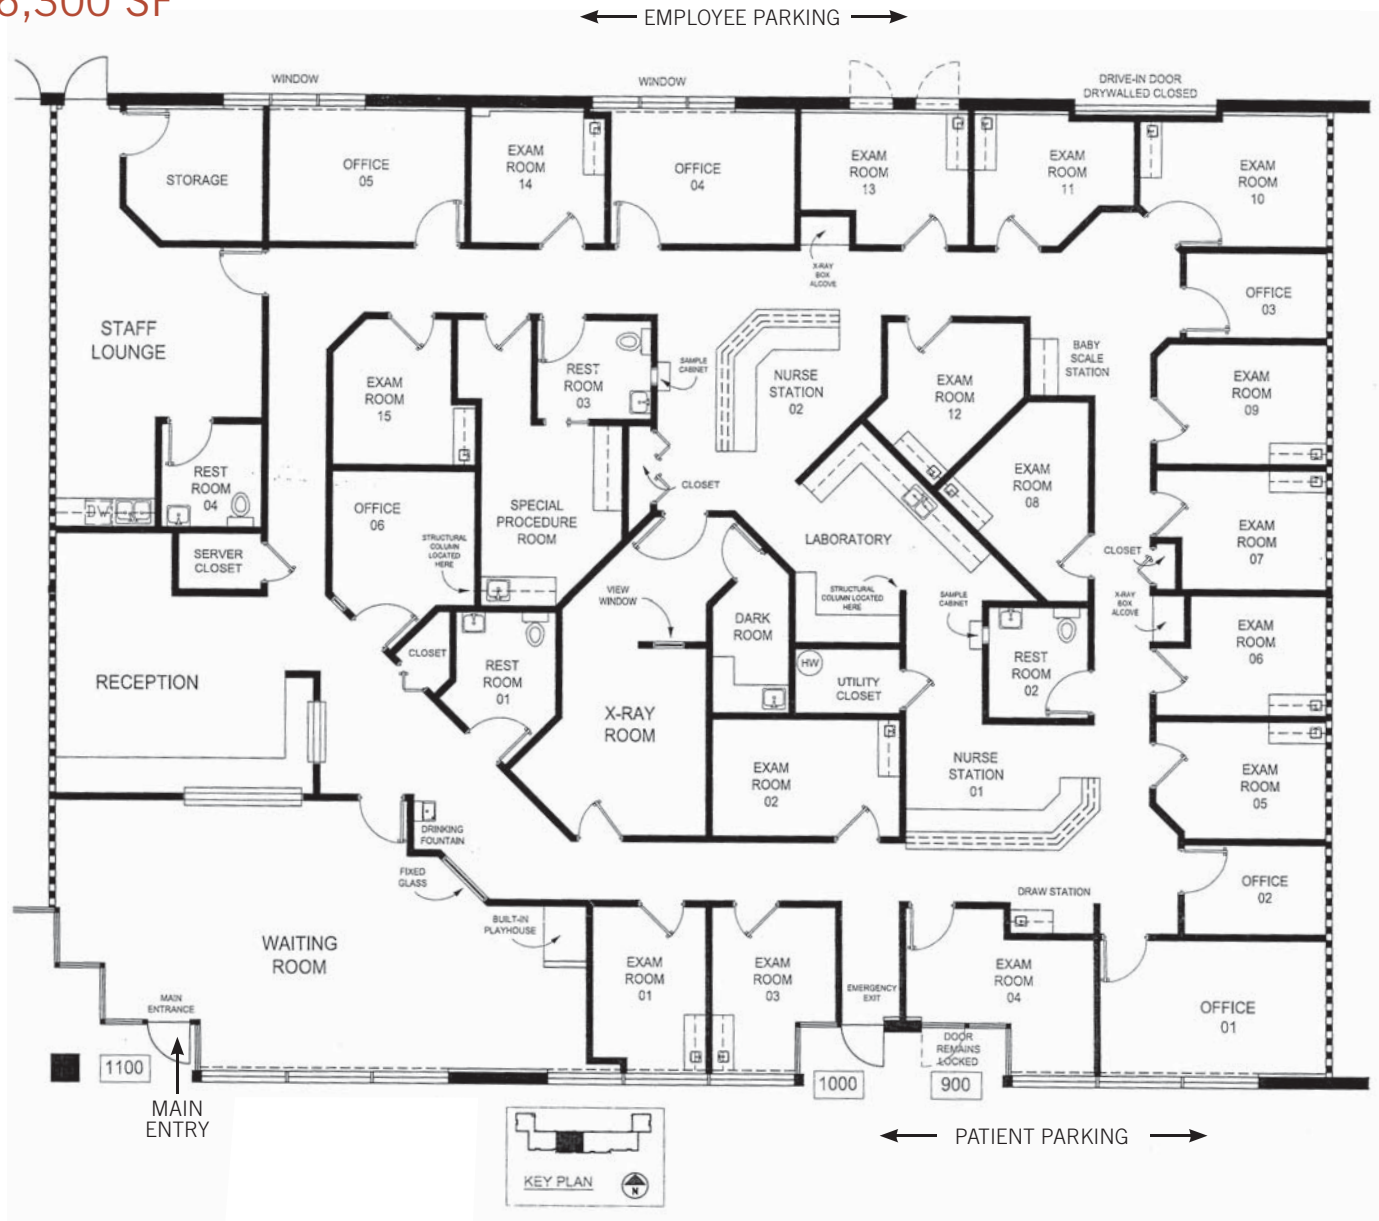 6,300 SF
EMPLOYEE PARKING
WINDOW
WINDOW
DRIVE-IN DOOR
DRYWALLED CLOSED
STORAGE
OFFICE
05
EXAM
ROOM
14
OFFICE
04
EXAM
ROOM
13
EXAM
ROOM
11
EXAM
ROOM
10
X-RAY
BOX
ALCOVE
OFFICE
03
STAFF
LOUNGE
EXAM
ROOM
15
REST
ROOM
03
SAMPLE
CABINET
NURSE
STATION
02
EXAM
ROOM
12
BABY
SCALE
STATION
EXAM
ROOM
09
REST
ROOM
04
DW
OFFICE
06
SPECIAL
PROCEDURE
ROOM
CLOSET
EXAM
ROOM
08
LABORATORY
EXAM
ROOM
07
CLOSET
SERVER
CLOSET
STRUCTURAL
COLUMN
LOCATED
HERE
VIEW
WINDOW
STRUCTURAL
COLUMN LOCATED
HERE
SAMPLE
CABINET
X-RAY
BOX
ALCOVE
DARK
ROOM
CLOSET
REST
ROOM
01
HW
UTILITY
CLOSET
REST
ROOM
02
EXAM
ROOM
06
RECEPTION
X-RAY
ROOM
EXAM
ROOM
02
NURSE
STATION
01
EXAM
ROOM
05
DRINKING
FOUNTAIN
FIXED
GLASS
BUILT-IN
PLAYHOUSE
DRAW STATION
OFFICE
02
WAITING
ROOM
EXAM
ROOM
01
EXAM
ROOM
03
EMERGENCY
EXIT
EXAM
ROOM
04
OFFICE
01
MAIN
ENTRANCE
DOOR
REMAINS
LOCKED
1100
1000
900
MAIN
ENTRY
PATIENT PARKING
KEY PLAN
N